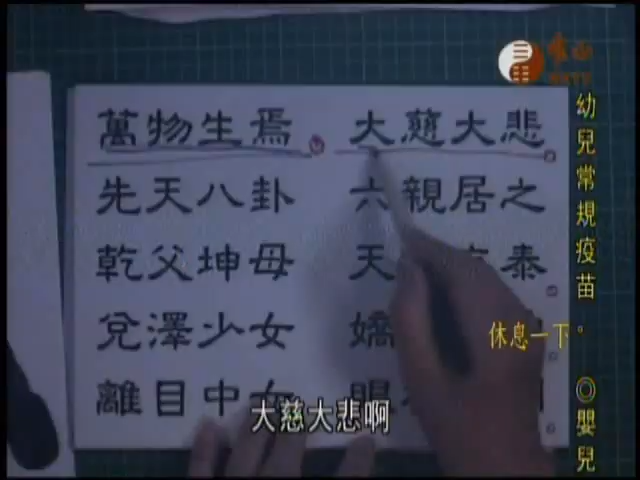 萬物生焉 大慈大悲
先天八卦 六親居之
乾父坤母 天 泰
兌澤少女 嬌
離目中女 眼
大慈大悲啊
休息一下
幼兒常規疫苗。◎嬰兒